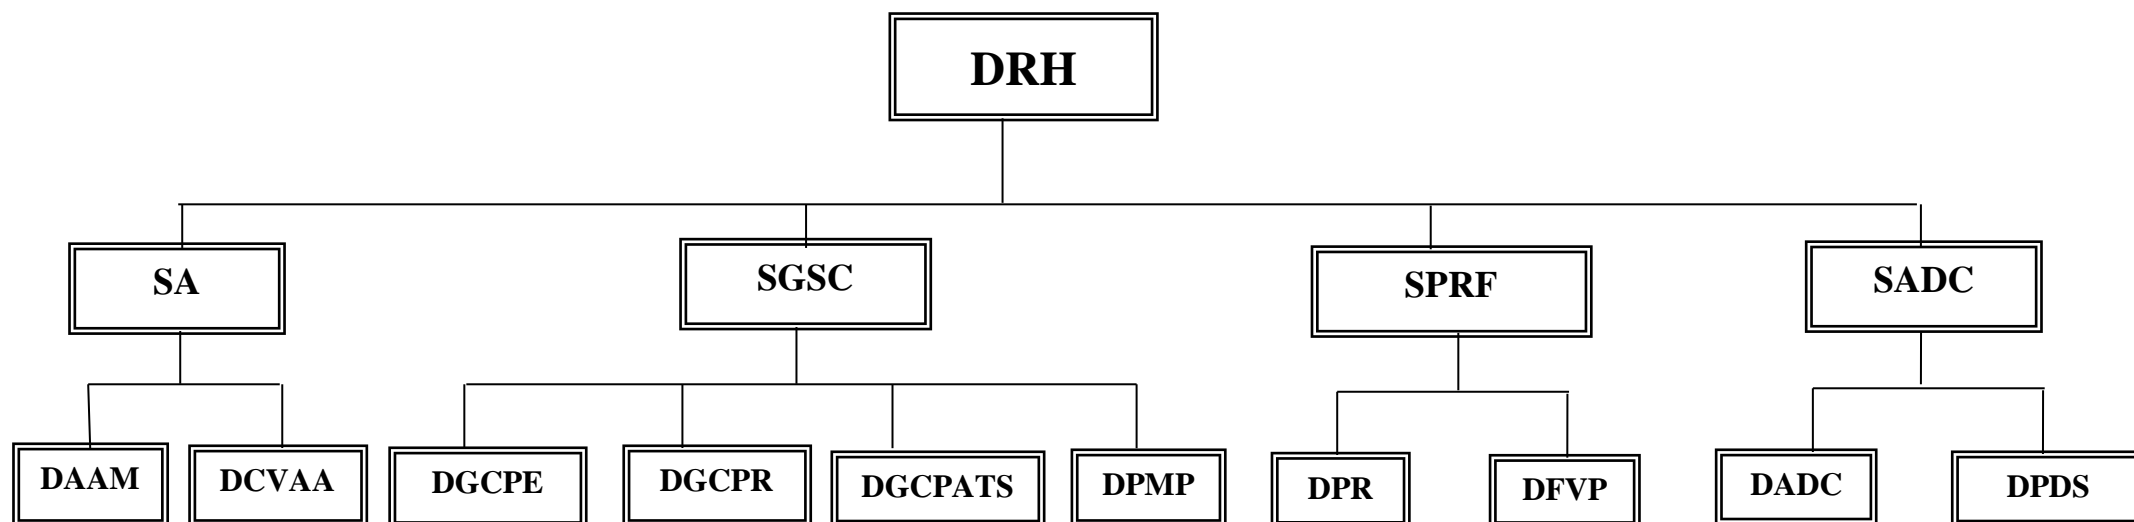 DRH
SA
SGSC
SPRF
SADC
DAAM
DCVAA
DGCPE
DGCPR
DGCPATS
DPMP
DPR
DFVP
DADC
DPDS